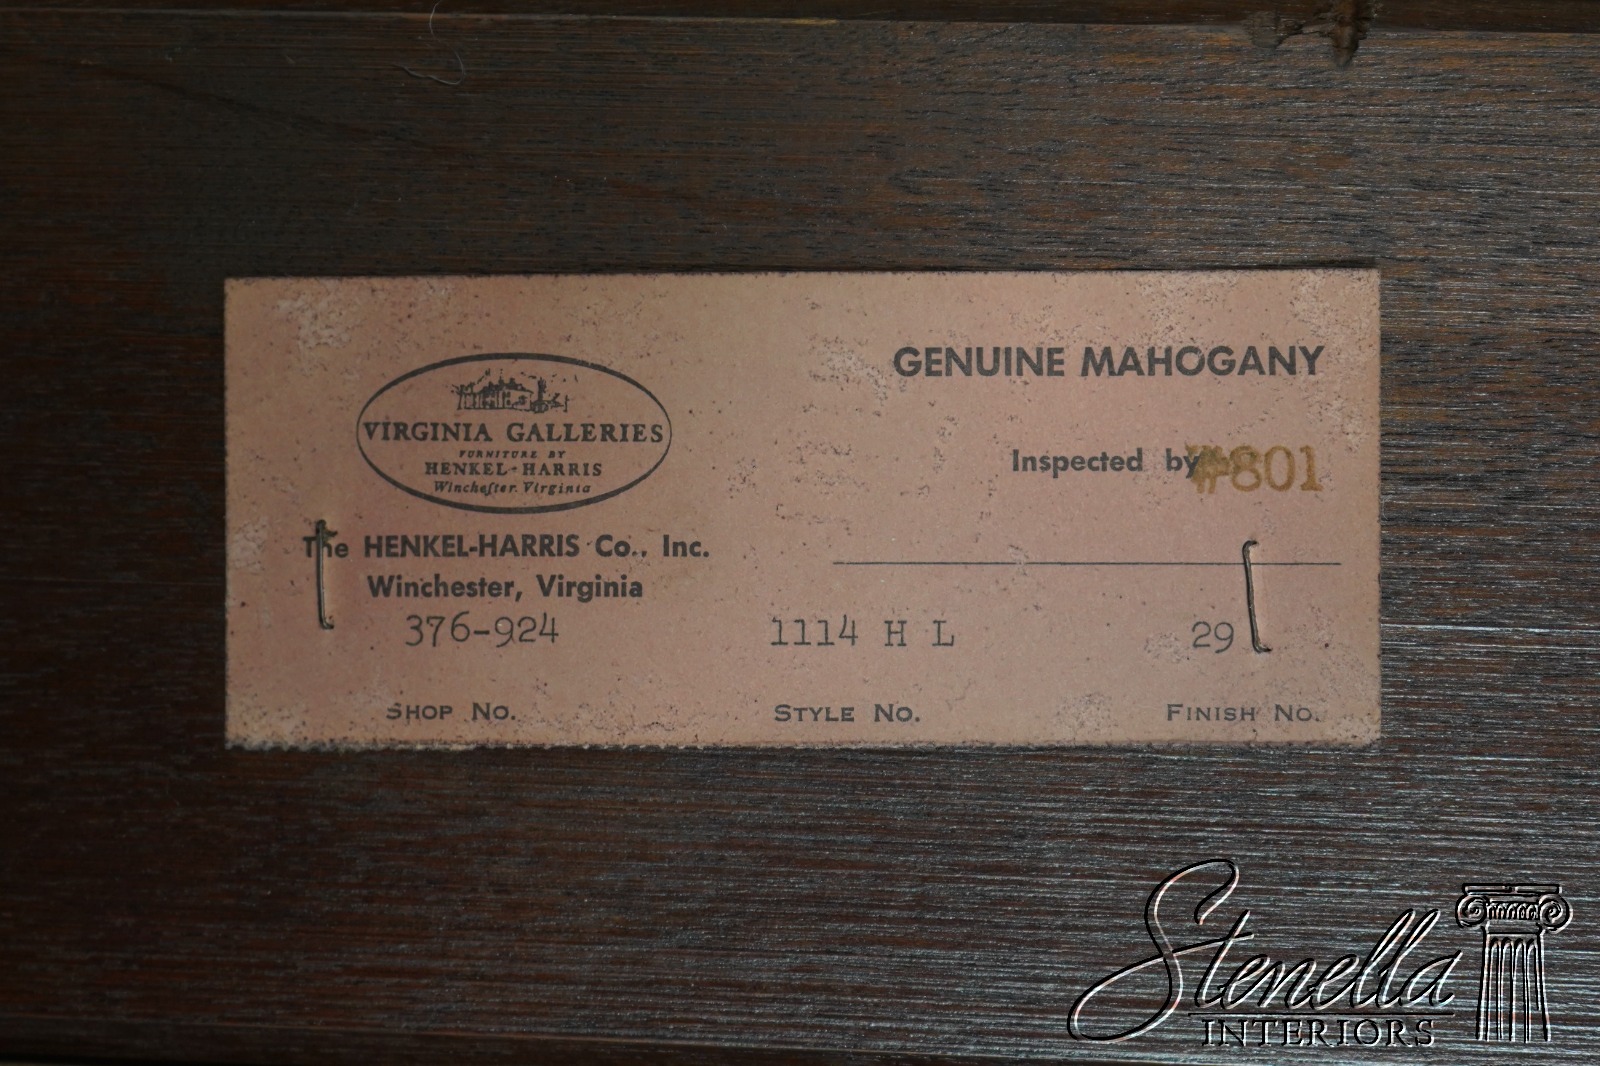 VIRGINIA GALLERIES
FURNITURE BY
HENKEL-HARRIS
Winchester, Virginia
The HENKEL-HARRIS Co., Inc.
Winchester, Virginia
376-924
SHOP No.
GENUINE MAHOGANY
Inspected by #801
1114 H L
STYLE No.
29
FINISH No.
Stenella
INTERIORS